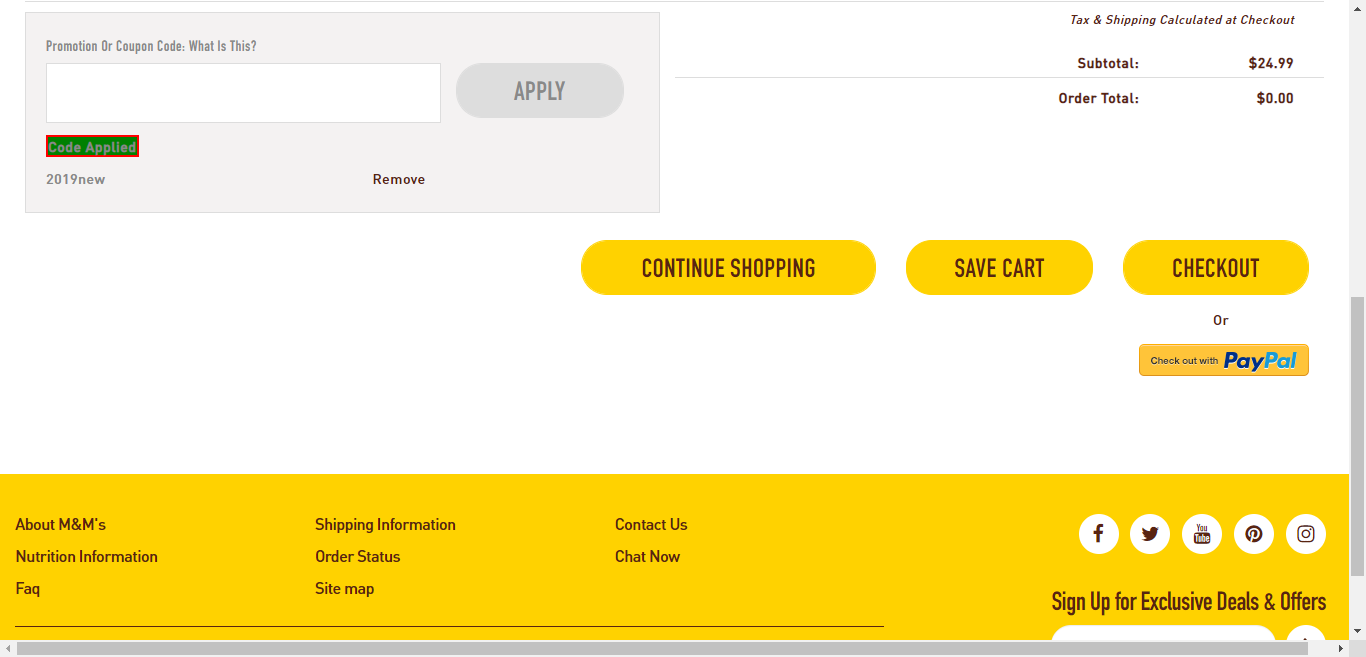 Tax & Shipping Calculated at Checkout
Promotion Or Coupon Code: What Is This?
APPLY
Subtotal: $24.99
Order Total: $0.00
Code Applied
2019new Remove
CONTINUE SHOPPING SAVE CART CHECKOUT
Or
Check out with PayPal
About M&M's Shipping Information Contact Us
Nutrition Information Order Status Chat Now
Faq Site map
You Tube
Sign Up for Exclusive Deals & Offers